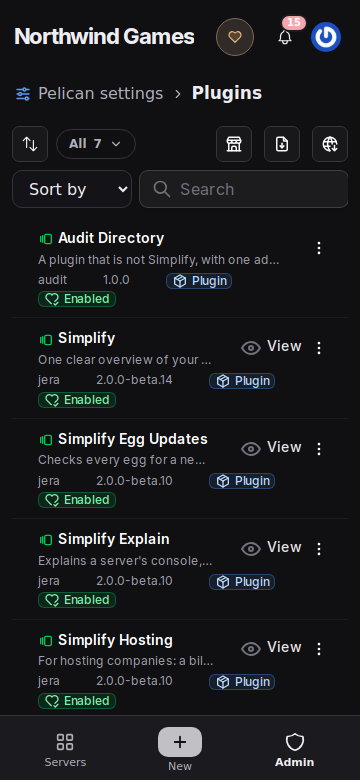 Northwind Games
15
Pelican settings > Plugins
All 7
Sort by
Search
Audit Directory
A plugin that is not Simplify, with one ad...
audit 1.0.0 Plugin
Enabled
Simplify
One clear overview of your ...
View
jera 2.0.0-beta.14 Plugin
Enabled
Simplify Egg Updates
Checks every egg for a ne...
View
jera 2.0.0-beta.10 Plugin
Enabled
Simplify Explain
Explains a server's console,...
View
jera 2.0.0-beta.10 Plugin
Enabled
Simplify Hosting
For hosting companies: a bil...
View
jera 2.0.0-beta.10 Plugin
Enabled
Servers New Admin